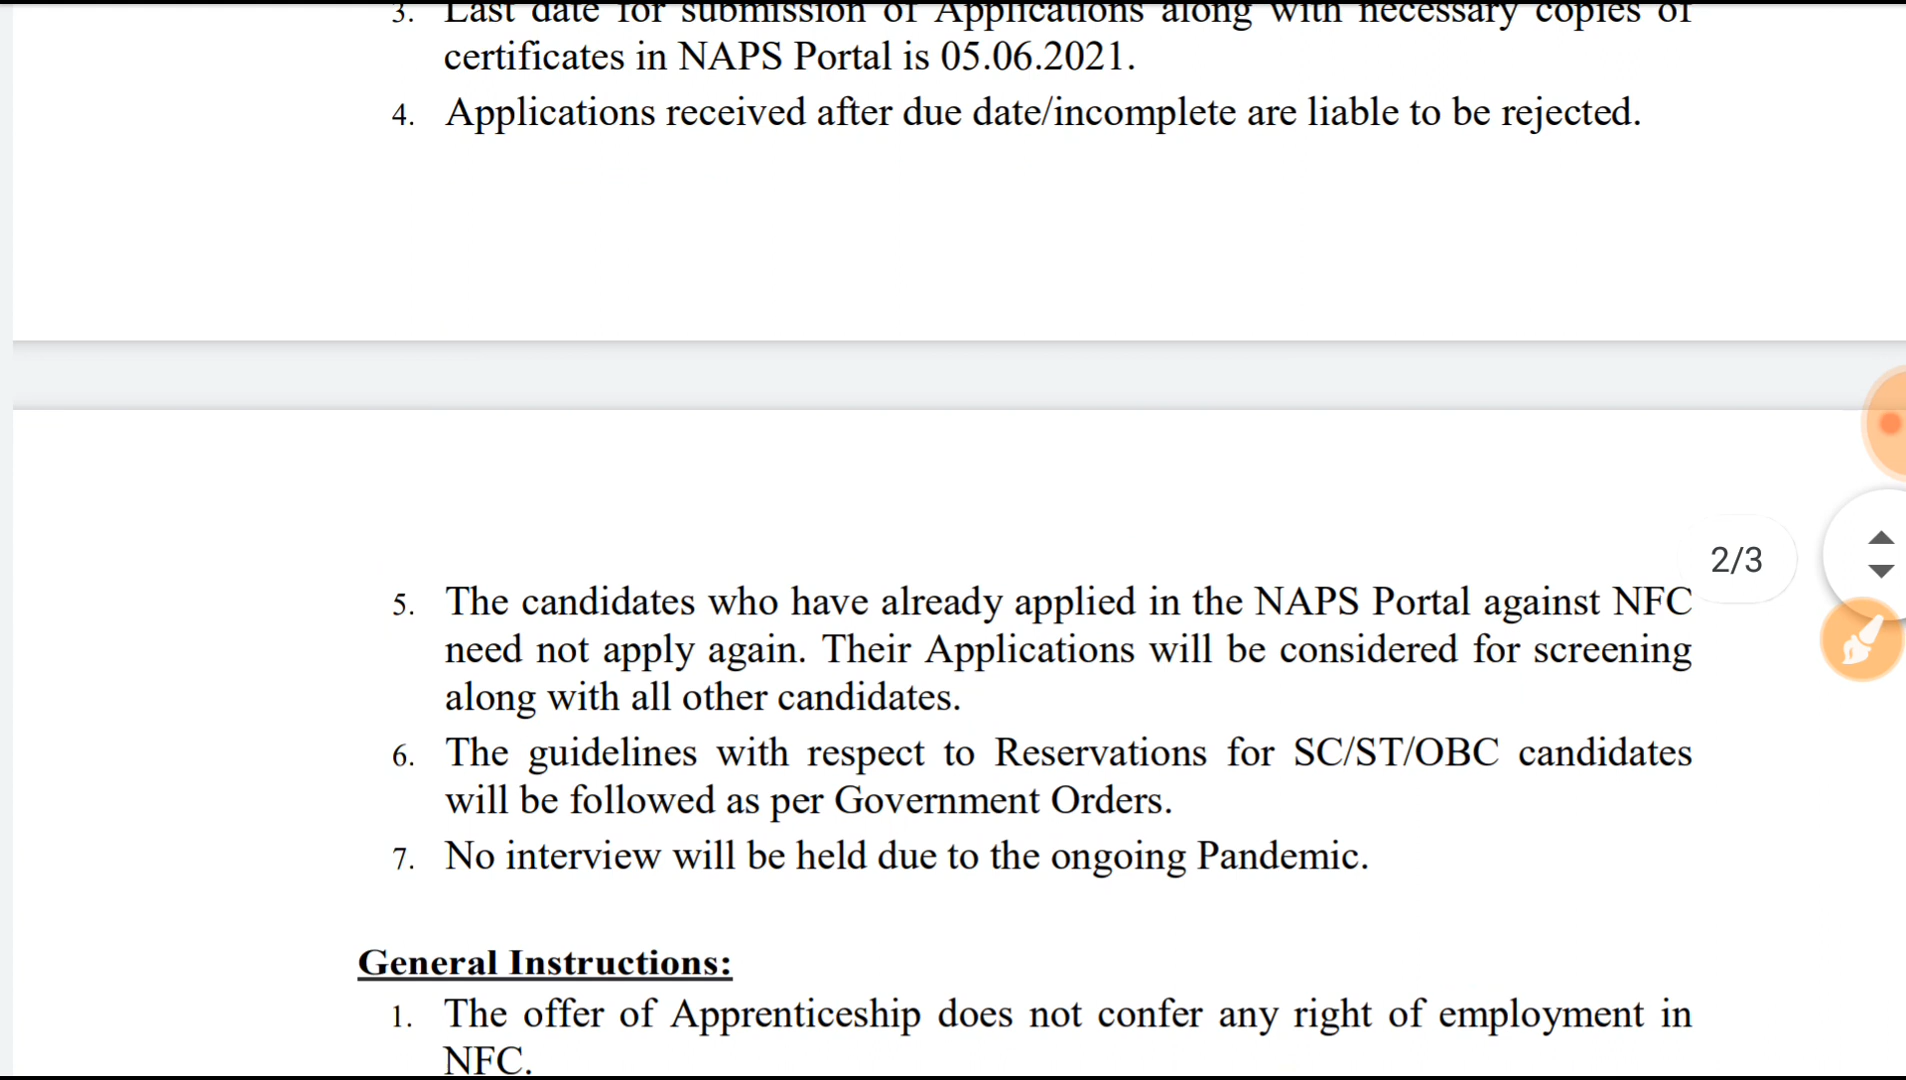 3. Last date for submission of Applications along with necessary copies of
certificates in NAPS Portal is 05.06.2021.
4. Applications received after due date/incomplete are liable to be rejected.
2/3
5. The candidates who have already applied in the NAPS Portal against NFC
need not apply again. Their Applications will be considered for screening
along with all other candidates.
6. The guidelines with respect to Reservations for SC/ST/OBC candidates
will be followed as per Government Orders.
7. No interview will be held due to the ongoing Pandemic.
General Instructions:
1. The offer of Apprenticeship does not confer any right of employment in
NFC.